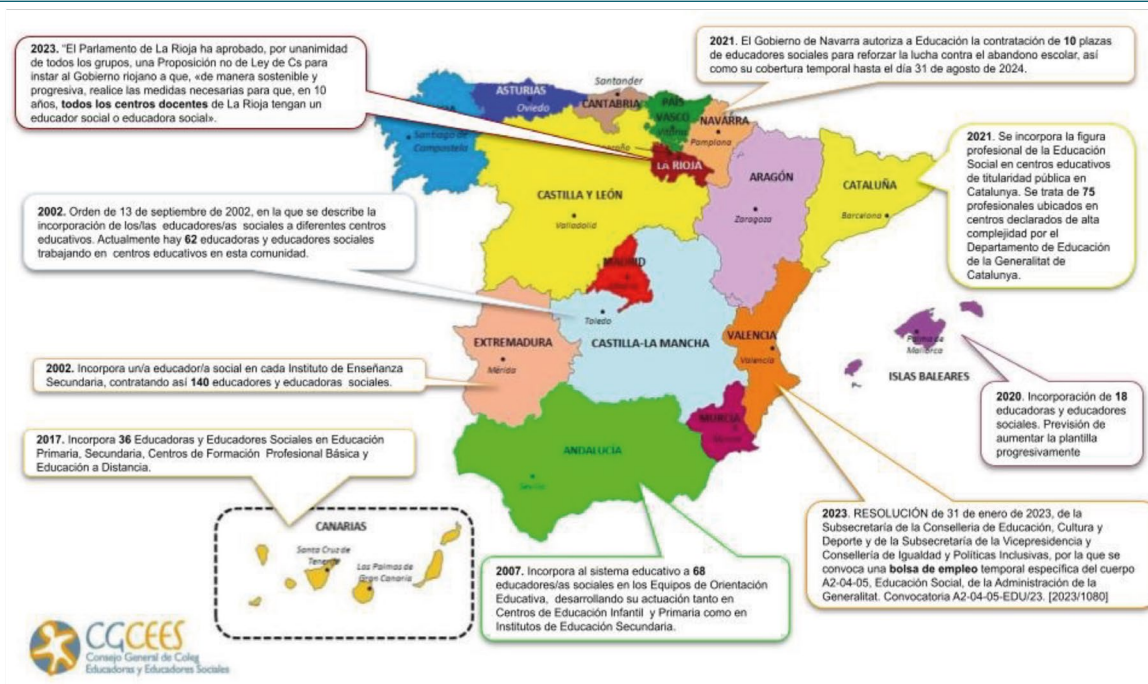 2023. “El Parlamento de La Rioja ha aprobado, por unanimidad
de todos los grupos, una Proposición no de Ley de Cs para
instar al Gobierno riojano a que, «de manera sostenible y
progresiva, realice las medidas necesarias para que, en 10
años, todos los centros docentes de La Rioja tengan un
educador social o educadora social».
2021. El Gobierno de Navarra autoriza a Educación la contratación de 10 plazas
de educadores sociales para reforzar la lucha contra el abandono escolar, así
como su cobertura temporal hasta el día 31 de agosto de 2024.
2021. Se incorpora la figura
profesional de la Educación
Social en centros educativos
de titularidad pública en
Catalunya. Se trata de 75
profesionales ubicados en
centros declarados de alta
complejidad por el
Departamento de Educación
de la Generalitat de
Catalunya.
2002. Orden de 13 de septiembre de 2002, en la que se describe la
incorporación de los/las educadores/as sociales a diferentes centros
educativos. Actualmente hay 62 educadoras y educadores sociales
trabajando en centros educativos en esta comunidad.
2002. Incorpora un/a educador/a social en cada Instituto de Enseñanza
Secundaria, contratando así 140 educadores y educadoras sociales.
2017. Incorpora 36 Educadoras y Educadores Sociales en Educación
Primaria, Secundaria, Centros de Formación Profesional Básica y
Educación a Distancia.
2020. Incorporación de 18
educadoras y educadores
sociales. Previsión de
aumentar la plantilla
progresivamente
2023. RESOLUCIÓN de 31 de enero de 2023, de la
Subsecretaría de la Conselleria de Educación, Cultura y
Deporte y de la Subsecretaría de la Vicepresidencia y
Consellería de Igualdad y Políticas Inclusivas, por la que se
convoca una bolsa de empleo temporal específica del cuerpo
A2-04-05, Educación Social, de la Administración de la
Generalitat. Convocatoria A2-04-05-EDU/23. [2023/1080]
2007. Incorpora al sistema educativo a 68
educadores/as sociales en los Equipos de Orientación
Educativa, desarrollando su actuación tanto en
Centros de Educación Infantil y Primaria como en
Institutos de Educación Secundaria.
ASTURIAS
Oviedo
Santander
CANTABRIA
PAÍS
VASCO
Vitoria
NAVARRA
Pamplona
Santiago de
Compostela
LA RIOJA
CASTILLA Y LEÓN
Valladolid
ARAGÓN
Zaragoza
CATALUÑA
Barcelona
MADRID
Toledo
CASTILLA-LA MANCHA
EXTREMADURA
Mérida
VALENCIA
Valencia
Palma de
Mallorca
P
ISLAS BALEARES
MURCIA
ANDALUCÍA
Sevilla
CANARIAS
Santa Cruz de
Tenerife
Las Palmas de
Gran Canaria
CGCEES
Consejo General de Coleg
Educadoras y Educadores Sociales